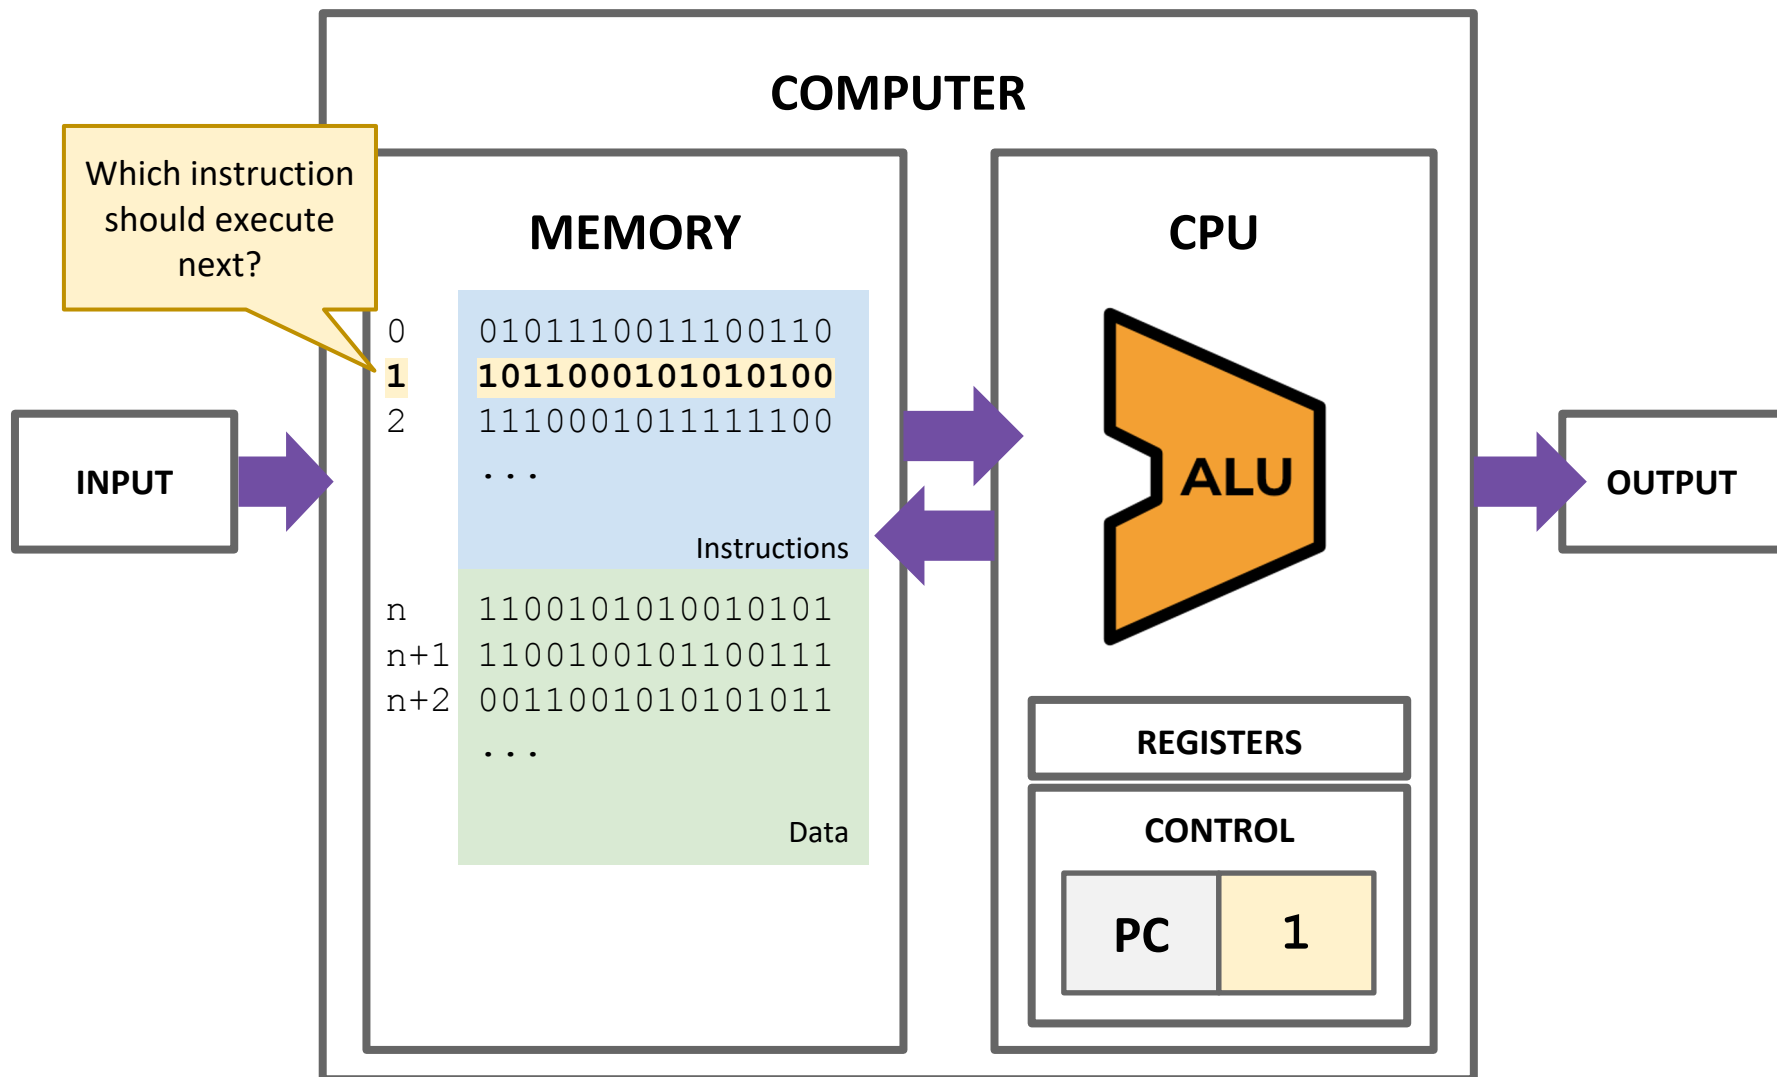 COMPUTER
Which instruction
should execute
next?
MEMORY
CPU
0 0101110011100110
1 1011000101010100
2 1110001011111100
...
Instructions
ALU
INPUT
OUTPUT
n 1100101010010101
n+1 1100100101100111
n+2 0011001010101011
...
Data
REGISTERS
CONTROL
PC 1